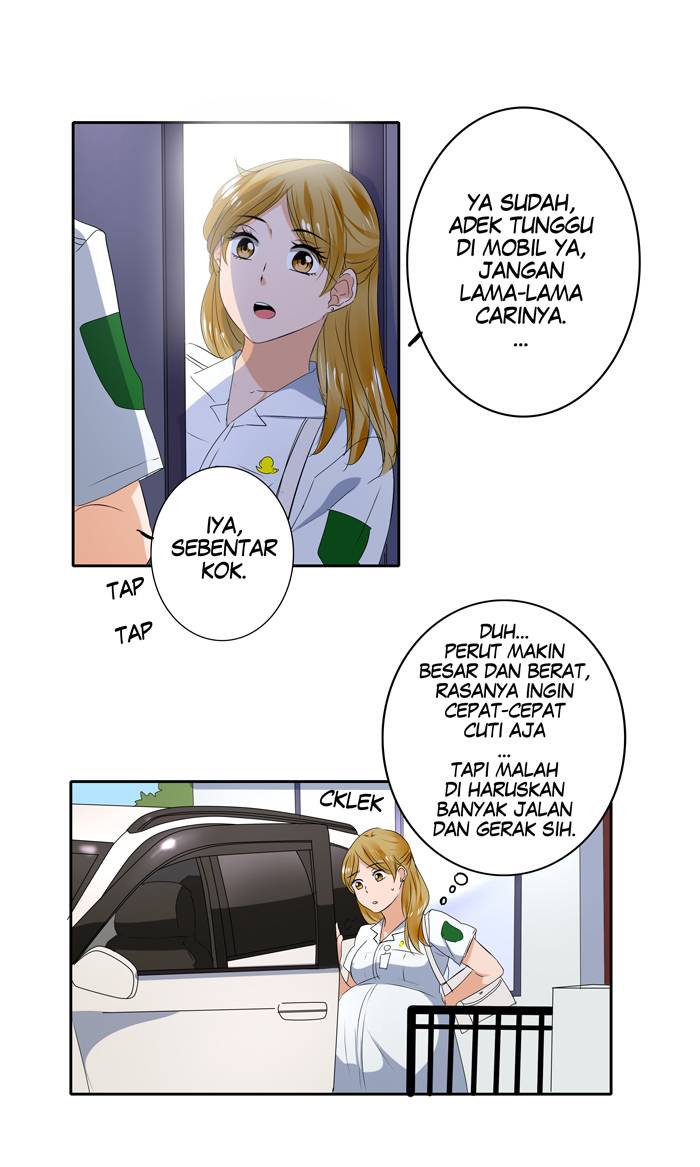 YA SUDAH,
ADEK TUNGGU
DI MOBIL YA,
JANGAN
LAMA-LAMA
CARINYA.
...
IYA,
SEBENTAR
KOK.
TAP
TAP
DUH...
PERUT MAKIN
BESAR DAN BERAT,
RASANYA INGIN
CEPAT-CEPAT
CUTI AJA
...
TAPI MALAH
DI HARUSKAN
BANYAK JALAN
DAN GERAK SIH.
CKLEK